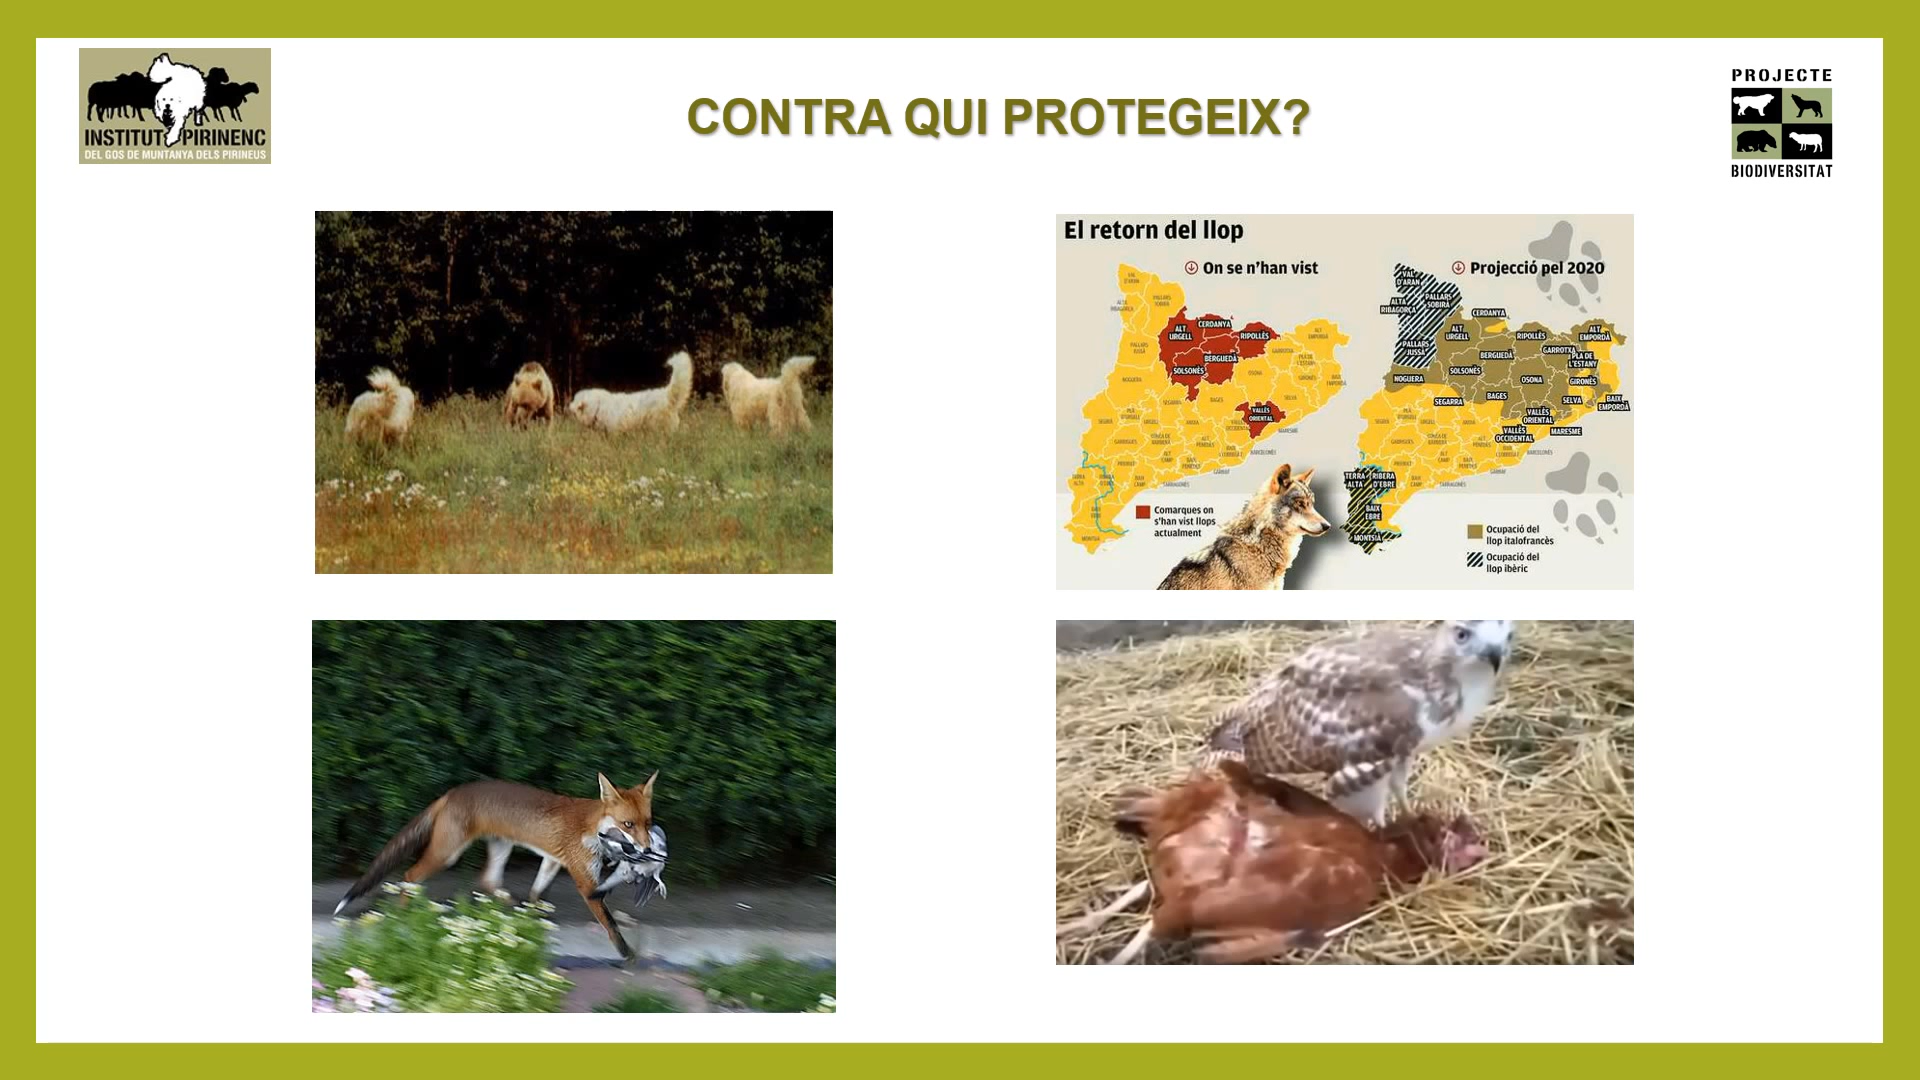 INSTITUT PIRINENC
DEL GOS DE MUNTANYA DELS PIRINEUS
CONTRA QUI PROTEGEIX?
PROJECTE
BIODIVERSITAT
El retorn del llop
On se n'han vist
ALT
URGELL
CERDANYA
RIPOLLÈS
BERGUEDÀ
SOLSONÈS
VALLÈS
ORIENTAL
Comarques on
s'han vist llops
actualment
Projecció pel 2020
VAL
D'ARAN
ALTA
RIBAGORÇA
PALLARS
SOBIRÀ
PALLARS
JUSSÀ
CERDANYA
ALT
URGELL
RIPOLLÈS
ALT
EMPORDÀ
BERGUEDÀ
GARROTXA
PLA DE
L'ESTANY
SOLSONÈS
NOGUERA
OSONA
GIRONÈS
SEGARRA
BAGES
SELVA
BAIX
EMPORDÀ
VALLÈS
ORIENTAL
VALLÈS
OCCIDENTAL
MARESME
TERRA
ALTA
RIBERA
D'EBRE
BAIX
EBRE
MONTSIÀ
Ocupació del
llop italofrancès
Ocupació del
llop ibèric